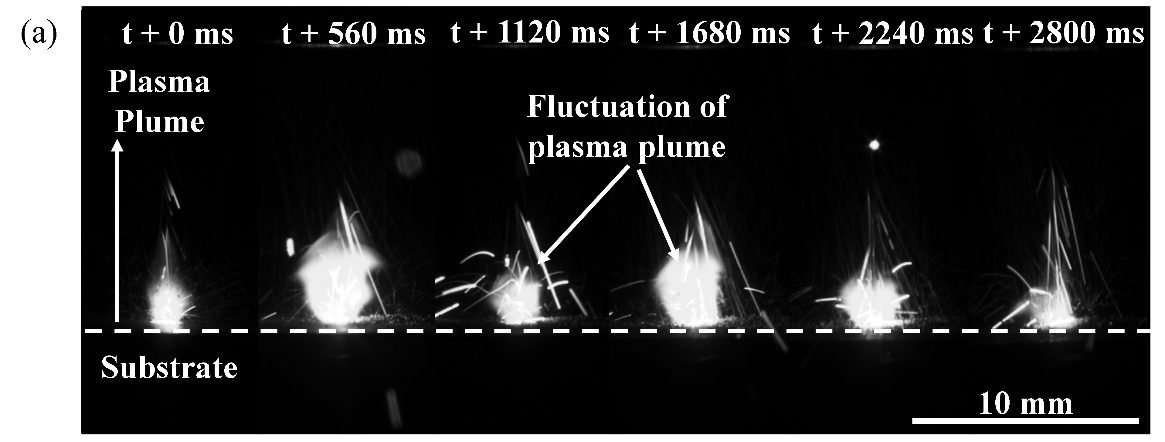 (a)
t + 0 ms t + 560 ms t + 1120 ms t + 1680 ms t + 2240 ms t + 2800 ms
Plasma
Plume
Fluctuation of
plasma plume
Substrate
10 mm